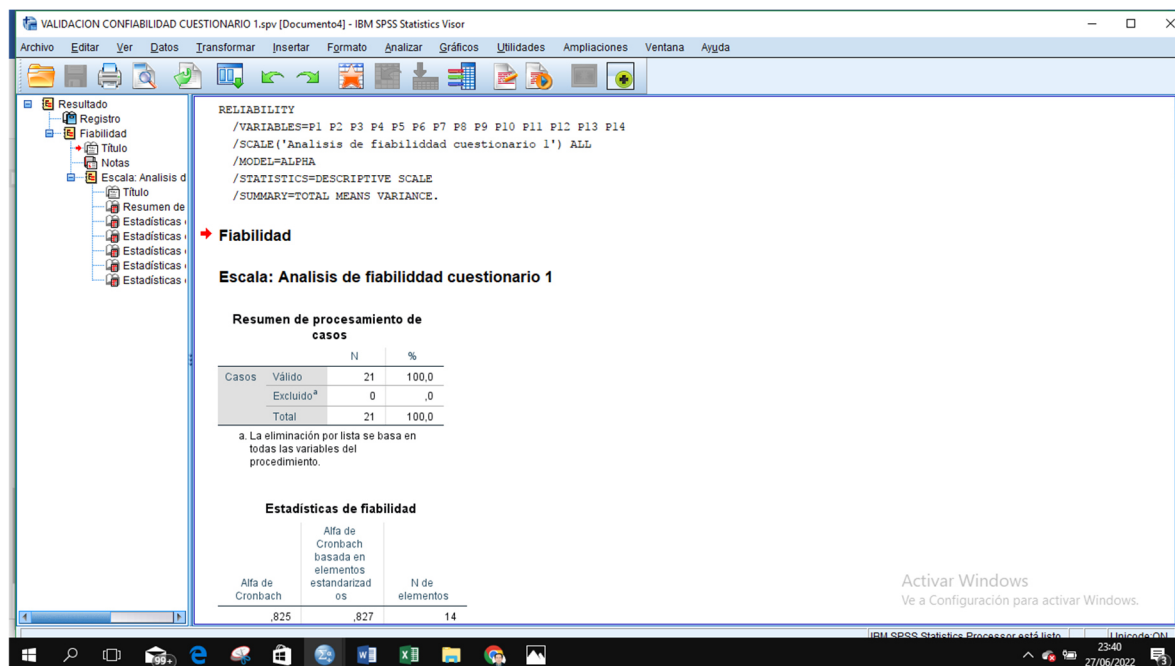 VALIDACION CONFIABILIDAD CUESTIONARIO 1.spv [Documento4] - IBM SPSS Statistics Visor
Archivo Editar Ver Datos Transformar Insertar Formato Analizar Gráficos Utilidades Ampliaciones Ventana Ayuda
Resultado
Registro
Fiabilidad
Título
Notas
Escala: Analisis d
Título
Resumen de
Estadísticas
Estadísticas
Estadísticas
Estadísticas
Estadísticas
RELIABILITY
/VARIABLES=P1 P2 P3 P4 P5 P6 P7 P8 P9 P10 P11 P12 P13 P14
/SCALE('Analisis de fiabiliddad cuestionario 1') ALL
/MODEL=ALPHA
/STATISTICS=DESCRIPTIVE SCALE
/SUMMARY=TOTAL MEANS VARIANCE.
Fiabilidad
Escala: Analisis de fiabiliddad cuestionario 1
Resumen de procesamiento de
casos
N %
Casos Válido 21 100,0
Excluido a 0 ,0
Total 21 100,0
a. La eliminación por lista se basa en
todas las variables del
procedimiento.
Estadísticas de fiabilidad
Alfa de
Cronbach
basada en
elementos
Alfa de estandarizad N de
Cronbach os elementos
,825 ,827 14
Activar Windows
Ve a Configuración para activar Windows.
IBM SPSS Statistics Processor está listo Unicode:ON
99+
23:40
27/06/2022